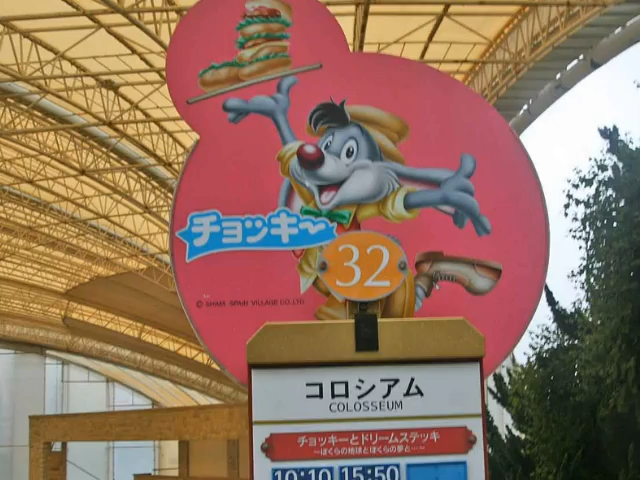 チョッキー
32
© SHIMA SPAIN VILLAGE CO.,LTD
コロシアム
COLOSSEUM
チョッキーとドリームステッキ
～ぼくらの地球とぼくらの夢と…～
10:10 15:50